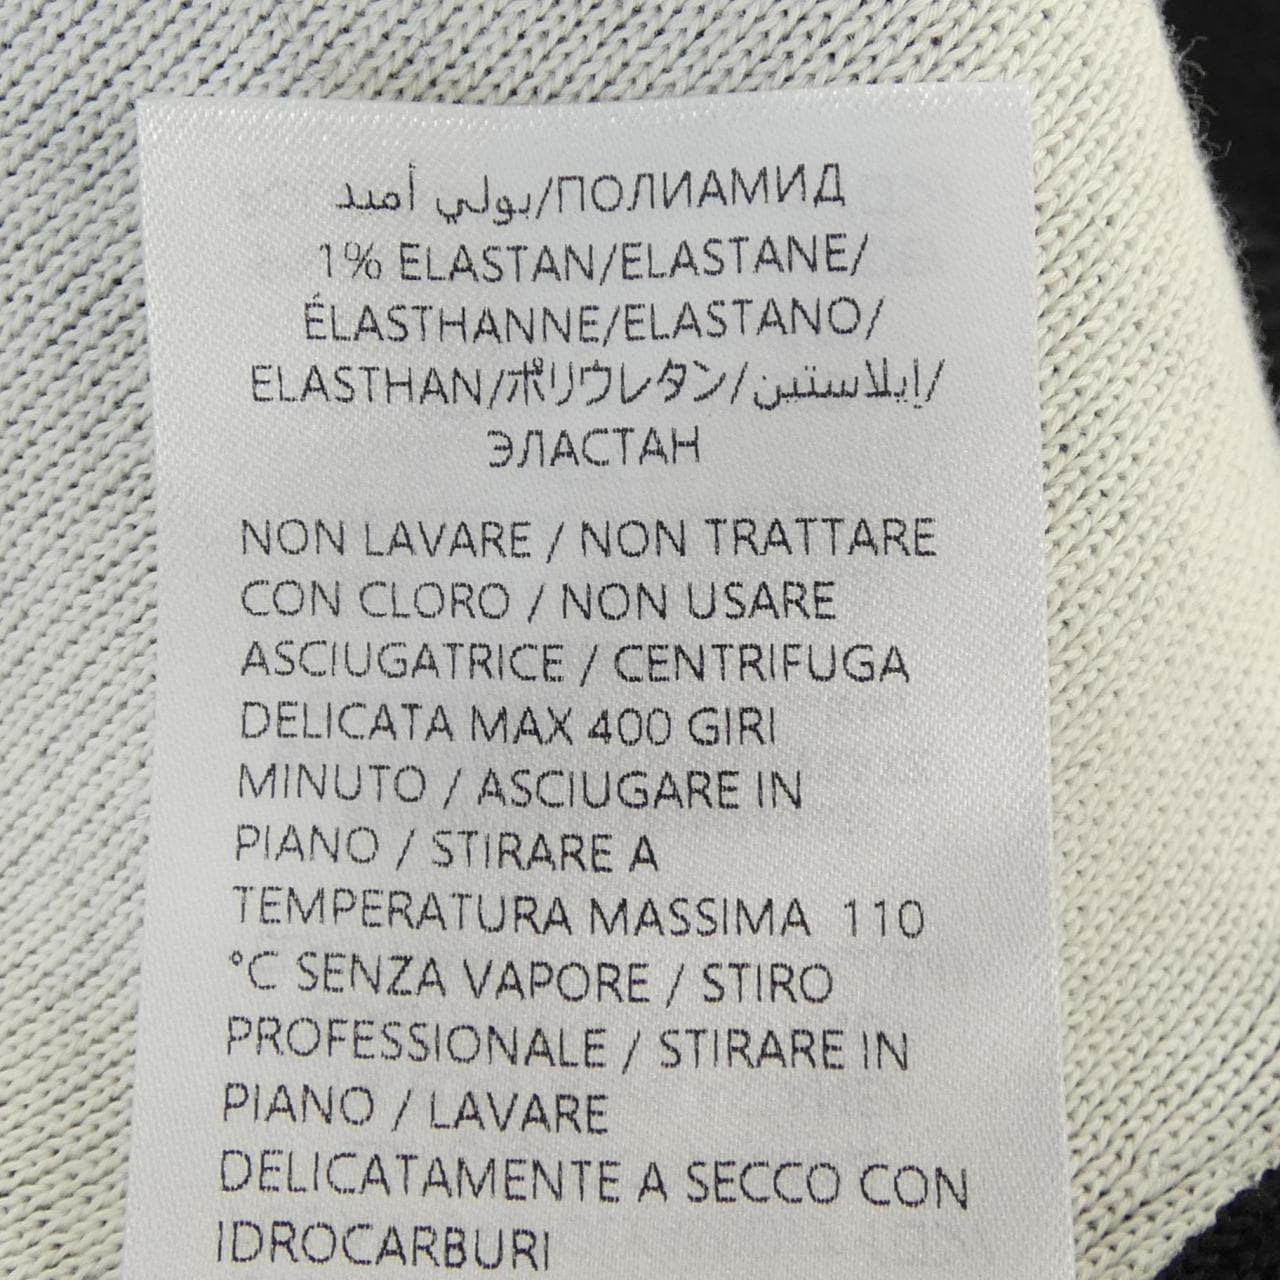 بولي أميد/ПОЛИАМИД
1% ELASTAN/ELASTANE/
ÉLASTHANNE/ELASTANO/
ELASTHAN/ポリウレタン/إيلاستين/
ЭЛАСТАН
NON LAVARE / NON TRATTARE
CON CLORO / NON USARE
ASCIUGATRICE / CENTRIFUGA
DELICATA MAX 400 GIRI
MINUTO / ASCIUGARE IN
PIANO / STIRARE A
TEMPERATURA MASSIMA 110
°C SENZA VAPORE / STIRO
PROFESSIONALE / STIRARE IN
PIANO / LAVARE
DELICATAMENTE A SECCO CON
IDROCARBURI